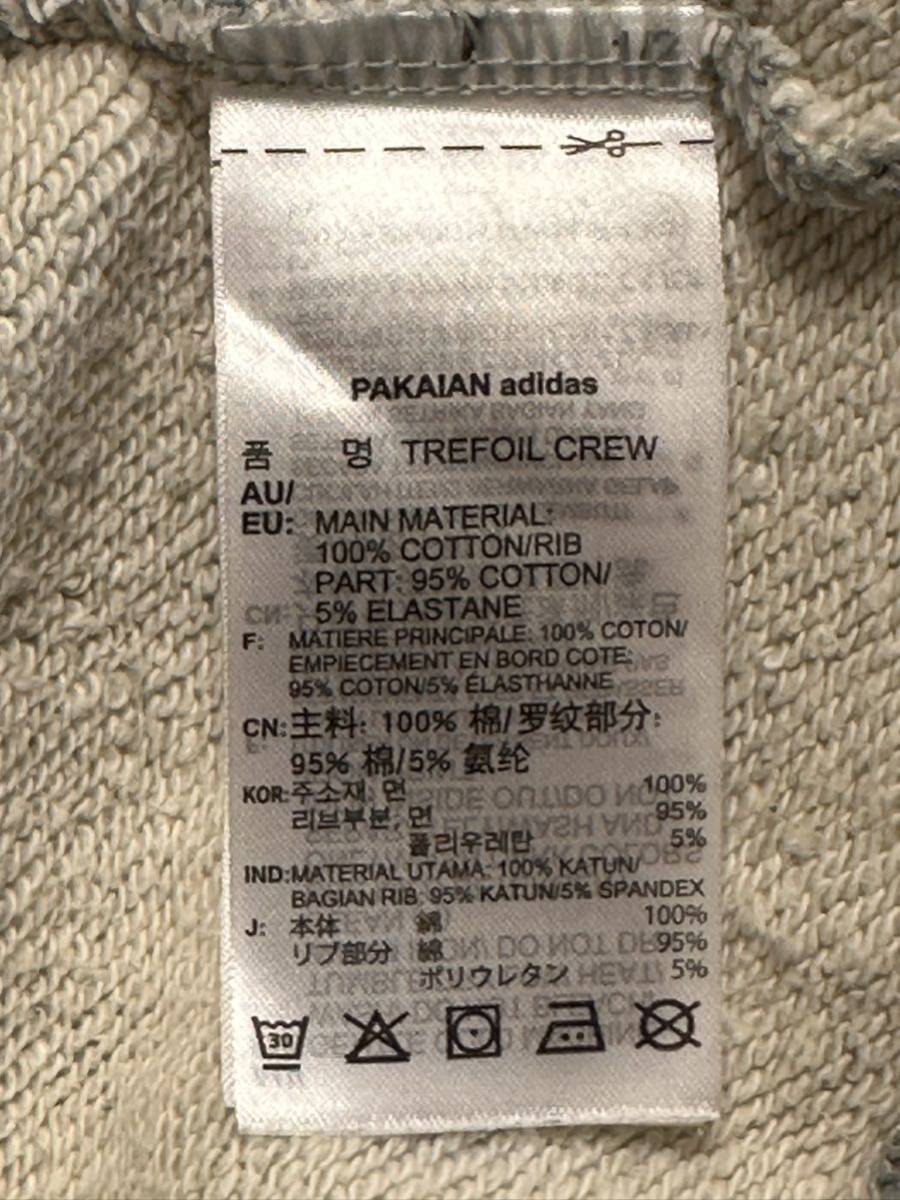 PAKAIAN adidas
품 명 TREFOIL CREW
AU/
EU: MAIN MATERIAL:
100% COTTON/RIB
PART: 95% COTTON/
5% ELASTANE
F: MATIERE PRINCIPALE: 100% COTON/
EMPIECEMENT EN BORD COTE:
95% COTON/5% ÉLASTHANNE
CN: 主料: 100% 棉/罗纹部分:
95% 棉/5% 氨纶
KOR: 주소재, 면 100%
리브부분, 면 95%
폴리우레탄 5%
IND: MATERIAL UTAMA: 100% KATUN/
BAGIAN RIB: 95% KATUN/5% SPANDEX
J: 本体 綿 100%
リブ部分 綿 95%
ポリウレタン 5%
30